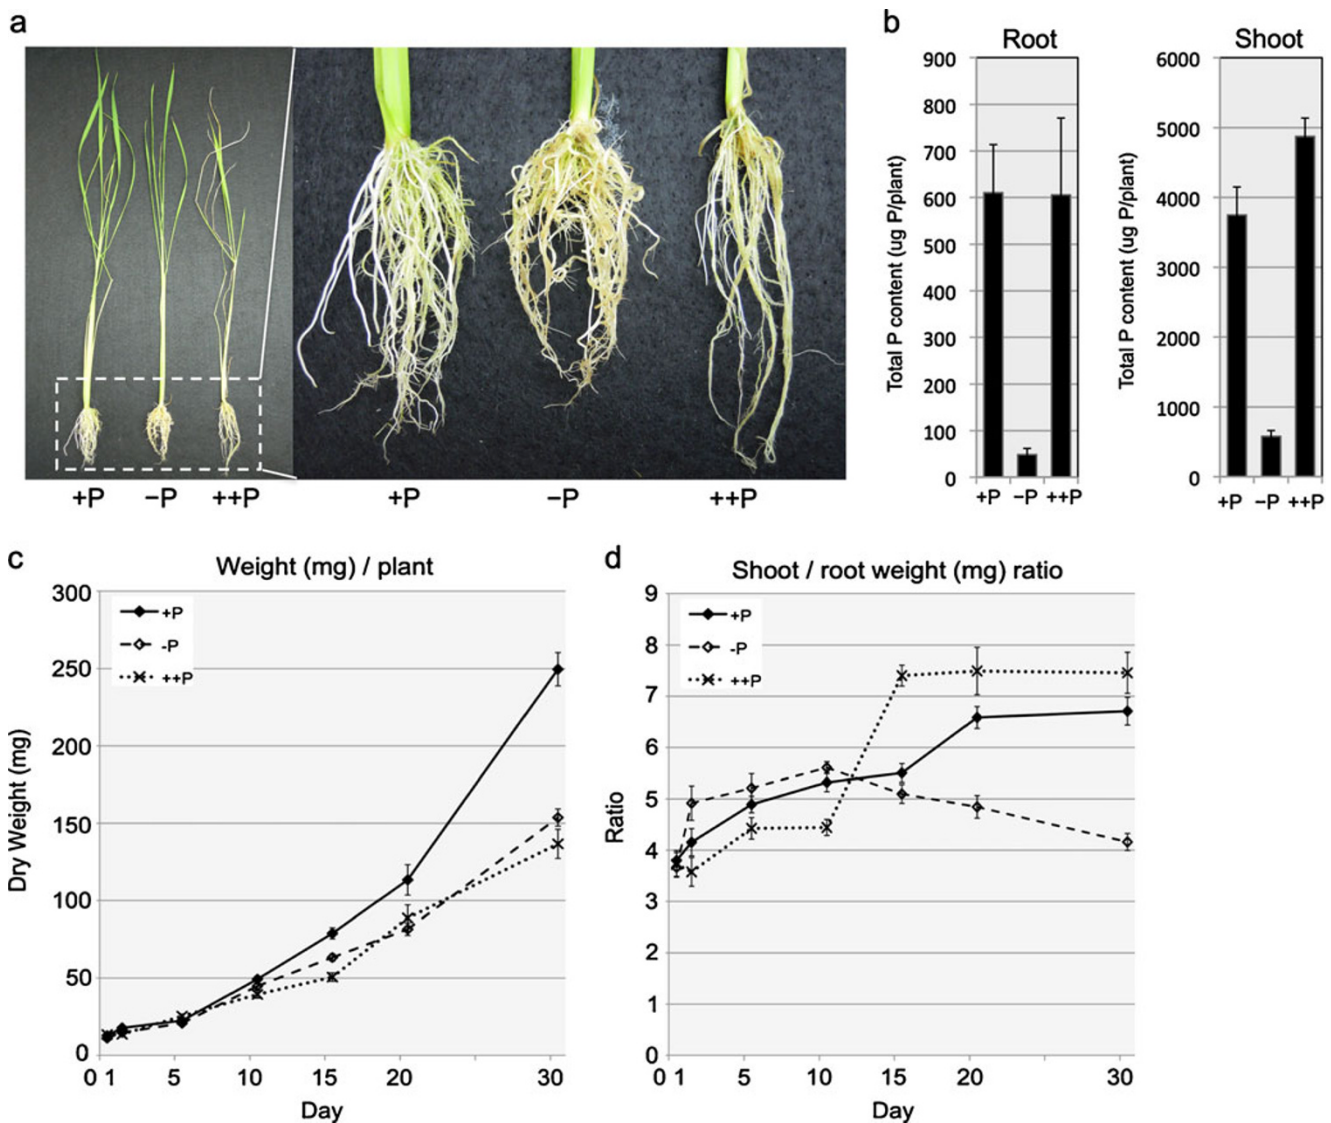 a
+P −P ++P
+P −P ++P
b
Root
Total P content (ug P/plant)
900
800
700
600
500
400
300
200
100
0
+P −P ++P
Shoot
Total P content (ug P/plant)
6000
5000
4000
3000
2000
1000
0
+P −P ++P
c
Weight (mg) / plant
+P
-P
++P
Dry Weight (mg)
300
250
200
150
100
50
0
0 1 5 10 15 20 30
Day
d
Shoot / root weight (mg) ratio
+P
-P
++P
Ratio
9
8
7
6
5
4
3
2
1
0
0 1 5 10 15 20 30
Day